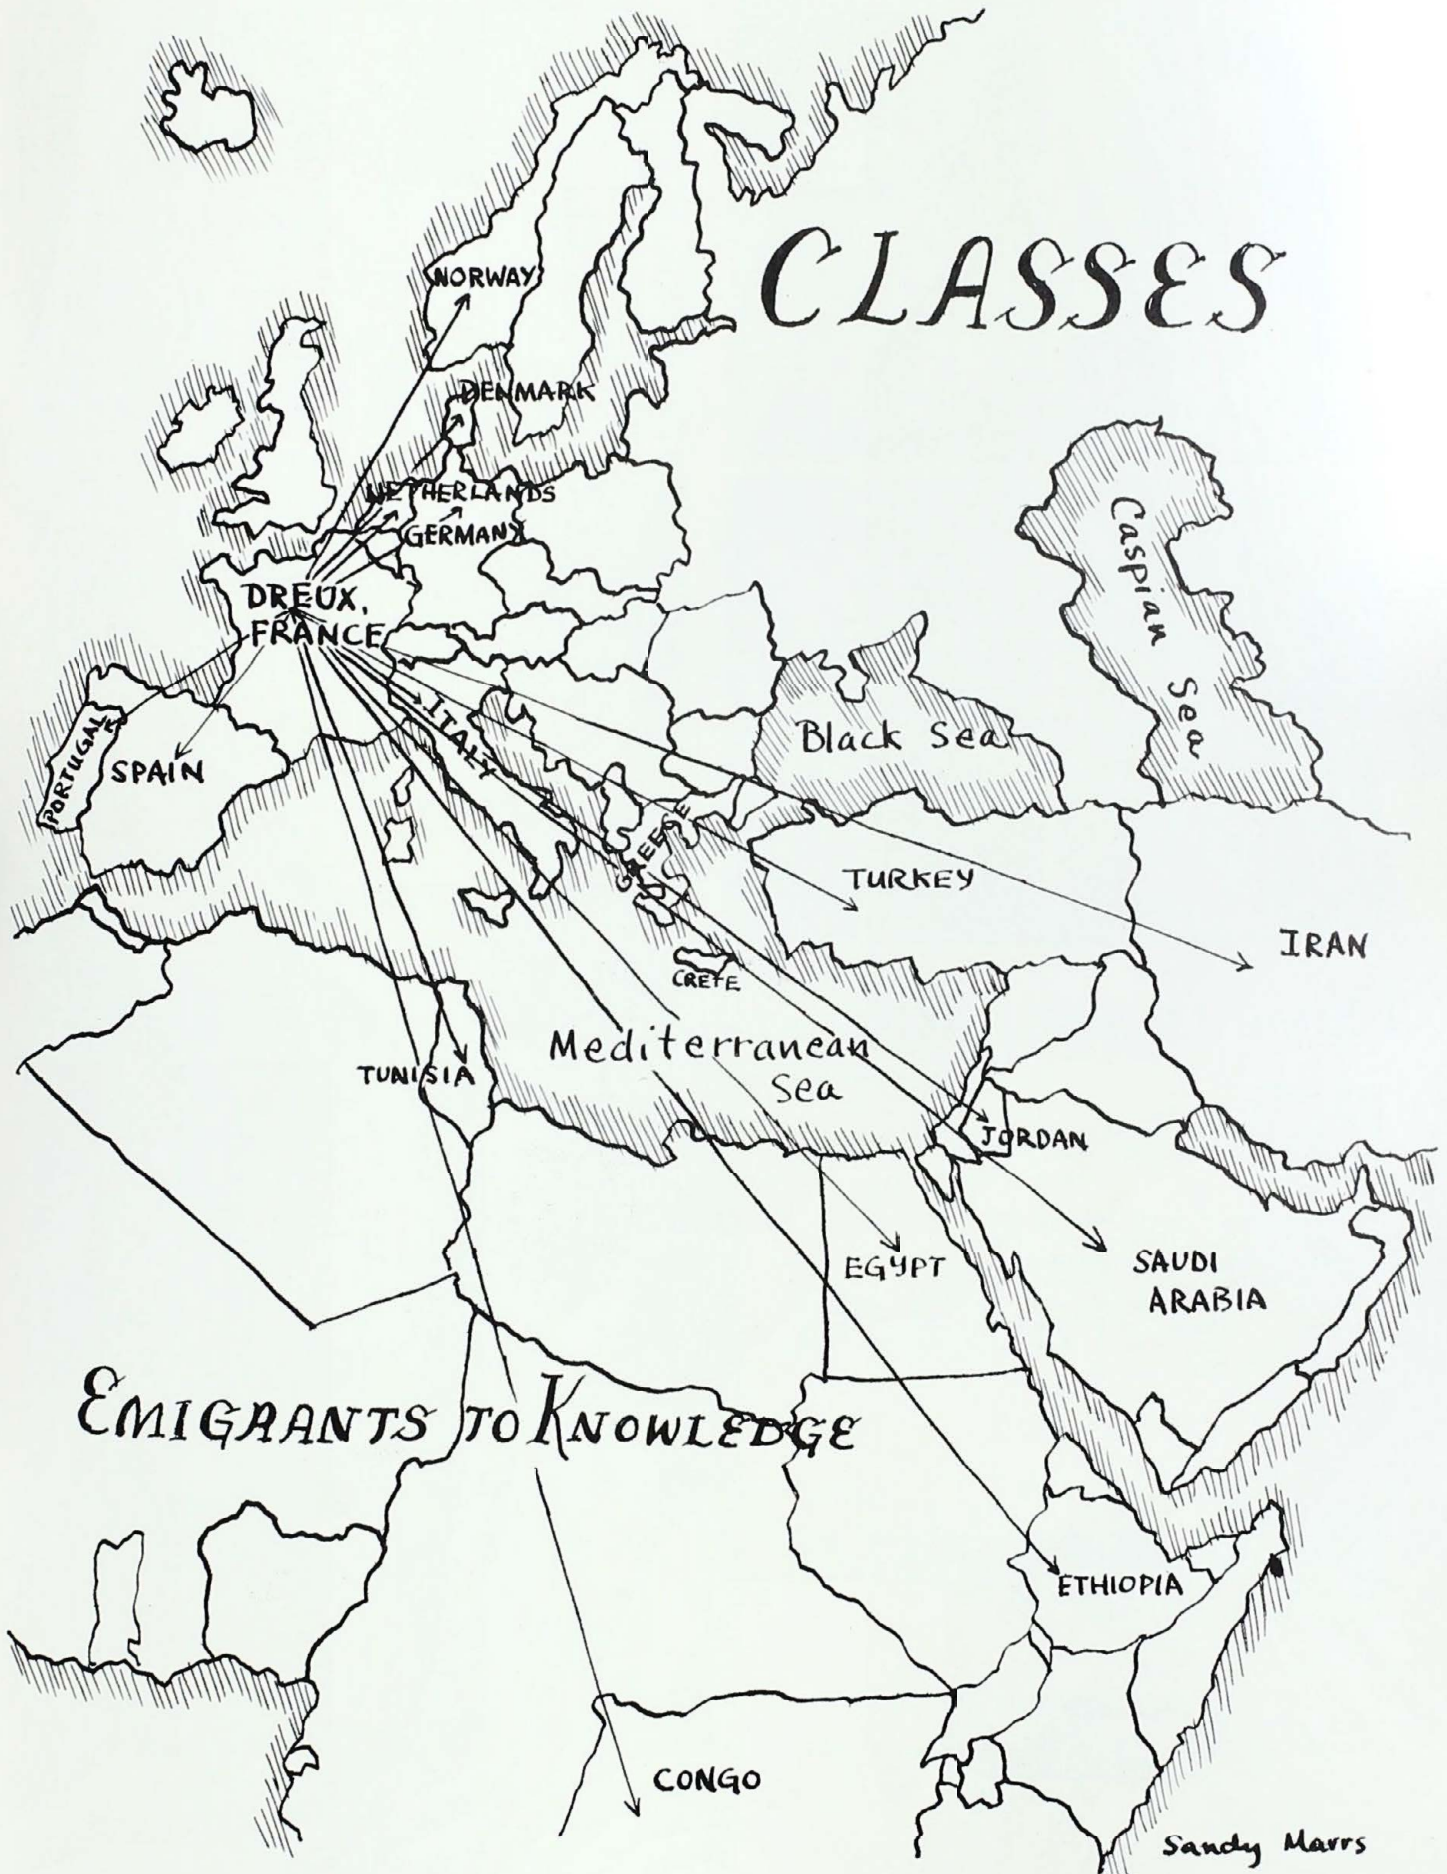 CLASSES
NORWAY
DENMARK
NETHERLANDS
GERMANY
DREUX,
FRANCE
Caspian Sea
ITALY
PORTUGAL
SPAIN
Black Sea
GREESE
TURKEY
IRAN
CRETE
Mediterranean
Sea
TUNISIA
JORDAN
EGYPT
SAUDI
ARABIA
EMIGRANTS TO KNOWLEDGE
ETHIOPIA
CONGO
Sandy Marrs